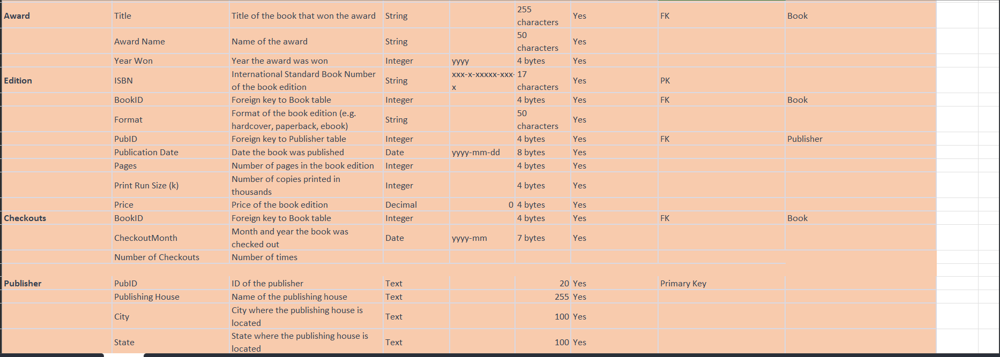 Award Title Title of the book that won the award String 255 characters Yes FK Book
Award Name Name of the award String 50 characters Yes
Year Won Year the award was won Integer yyyy 4 bytes Yes
Edition ISBN International Standard Book Number of the book edition String xxx-x-xxxxx-xxx-x 17 characters Yes PK
BookID Foreign key to Book table Integer 4 bytes Yes FK Book
Format Format of the book edition (e.g. hardcover, paperback, ebook) String 50 characters Yes
PubID Foreign key to Publisher table Integer 4 bytes Yes FK Publisher
Publication Date Date the book was published Date yyyy-mm-dd 8 bytes Yes
Pages Number of pages in the book edition Integer 4 bytes Yes
Print Run Size (k) Number of copies printed in thousands Integer 4 bytes Yes
Price Price of the book edition Decimal 0 4 bytes Yes
Checkouts BookID Foreign key to Book table Integer 4 bytes Yes FK Book
CheckoutMonth Month and year the book was checked out Date yyyy-mm 7 bytes Yes
Number of Checkouts Number of times
Publisher PubID ID of the publisher Text 20 Yes Primary Key
Publishing House Name of the publishing house Text 255 Yes
City City where the publishing house is located Text 100 Yes
State State where the publishing house is located Text 100 Yes